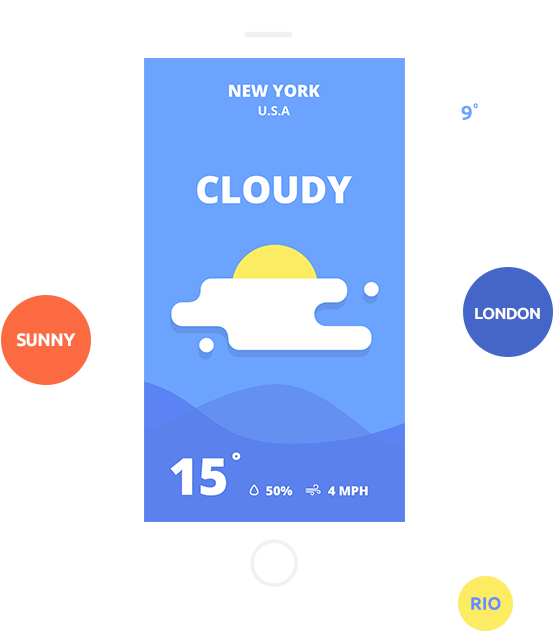 NEW YORK
U.S.A
9°
CLOUDY
SUNNY
LONDON
15°
50%
4 MPH
RIO